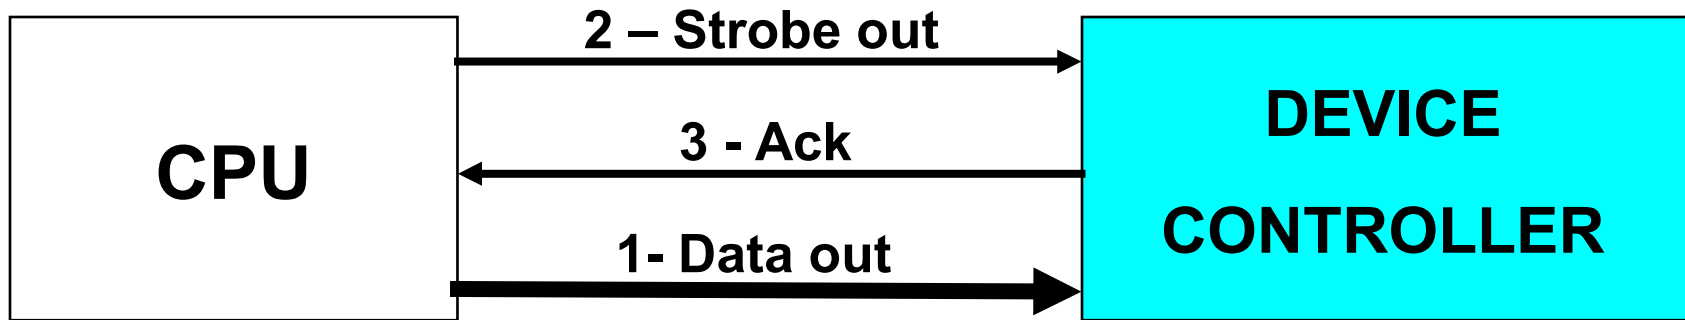 2 – Strobe out
CPU
3 - Ack
1- Data out
DEVICE
CONTROLLER